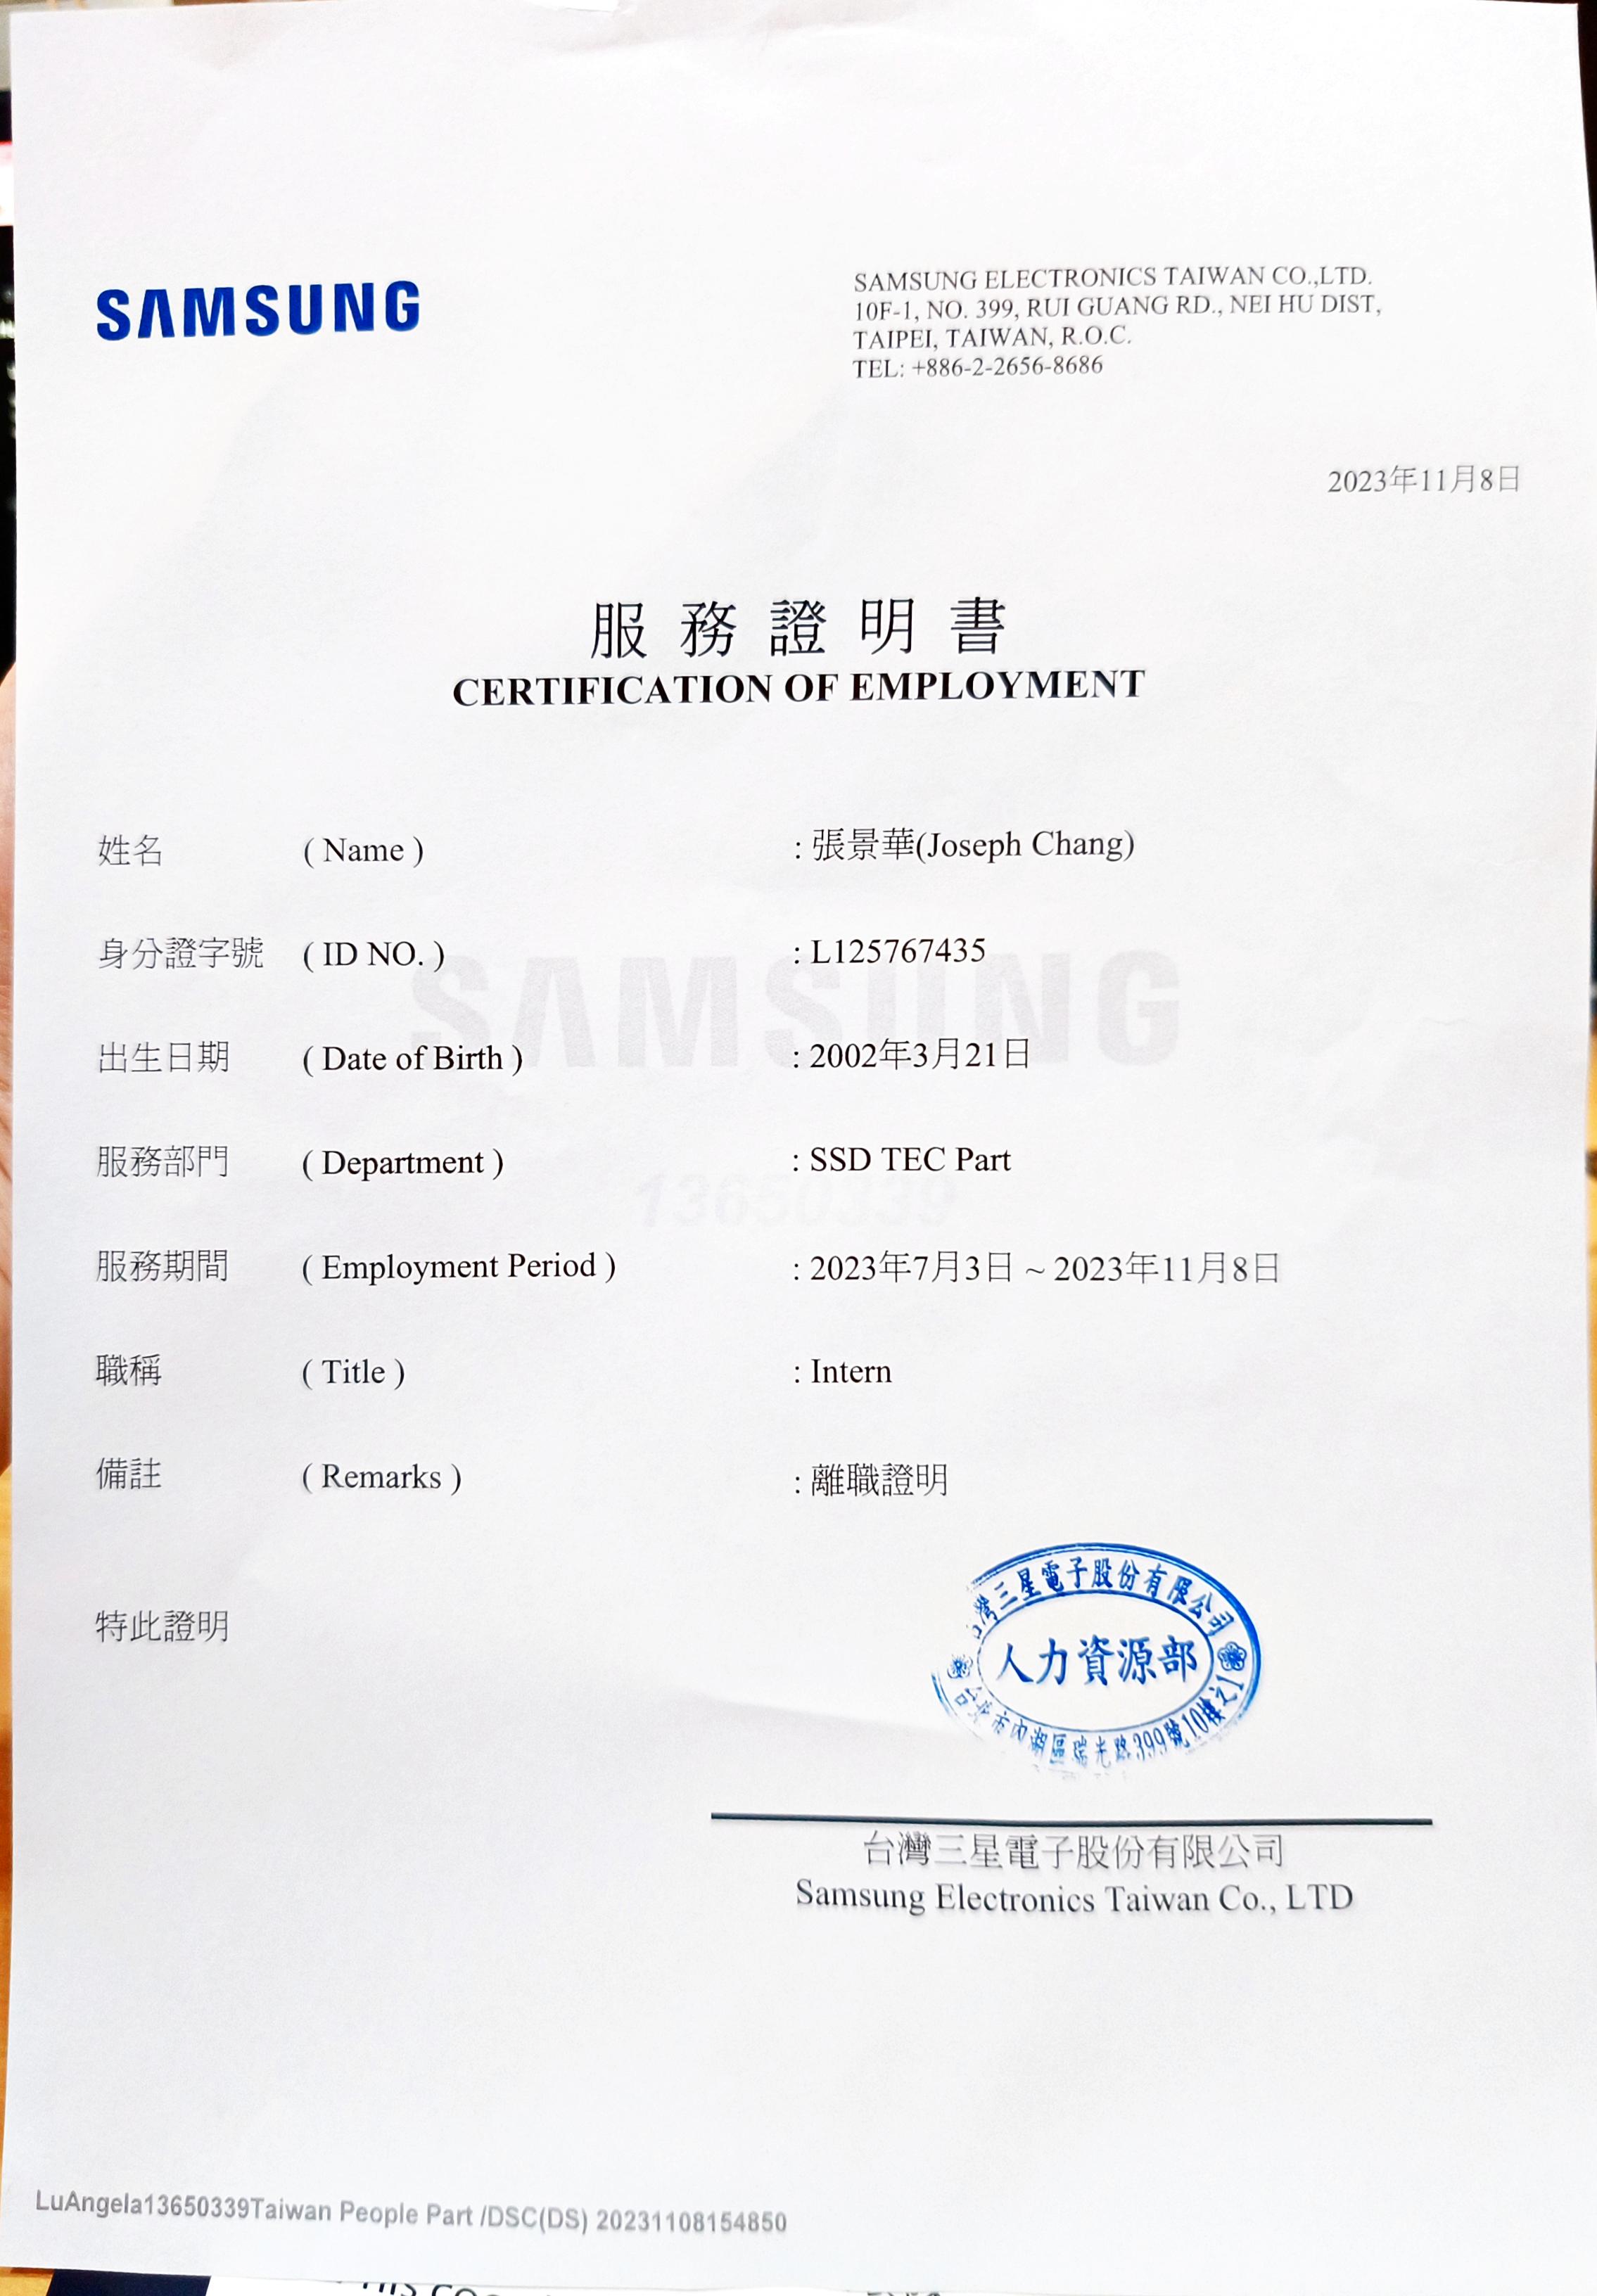 SAMSUNG
SAMSUNG ELECTRONICS TAIWAN CO.,LTD.
10F-1, NO. 399, RUI GUANG RD., NEI HU DIST,
TAIPEI, TAIWAN, R.O.C.
TEL: +886-2-2656-8686
2023年11月8日
服務證明書
CERTIFICATION OF EMPLOYMENT
姓名 ( Name ) : 張景華(Joseph Chang)
身分證字號 ( ID NO. ) : L125767435
SAMSUNG
出生日期 ( Date of Birth ) : 2002年3月21日
服務部門 ( Department ) : SSD TEC Part
13650339
服務期間 ( Employment Period ) : 2023年7月3日 ~ 2023年11月8日
職稱 ( Title ) : Intern
備註 ( Remarks ) : 離職證明
特此證明
台灣三星電子股份有限公司
人力資源部
台北市內湖區瑞光路399號10樓之1
台灣三星電子股份有限公司
Samsung Electronics Taiwan Co., LTD
LuAngela13650339Taiwan People Part /DSC(DS) 20231108154850